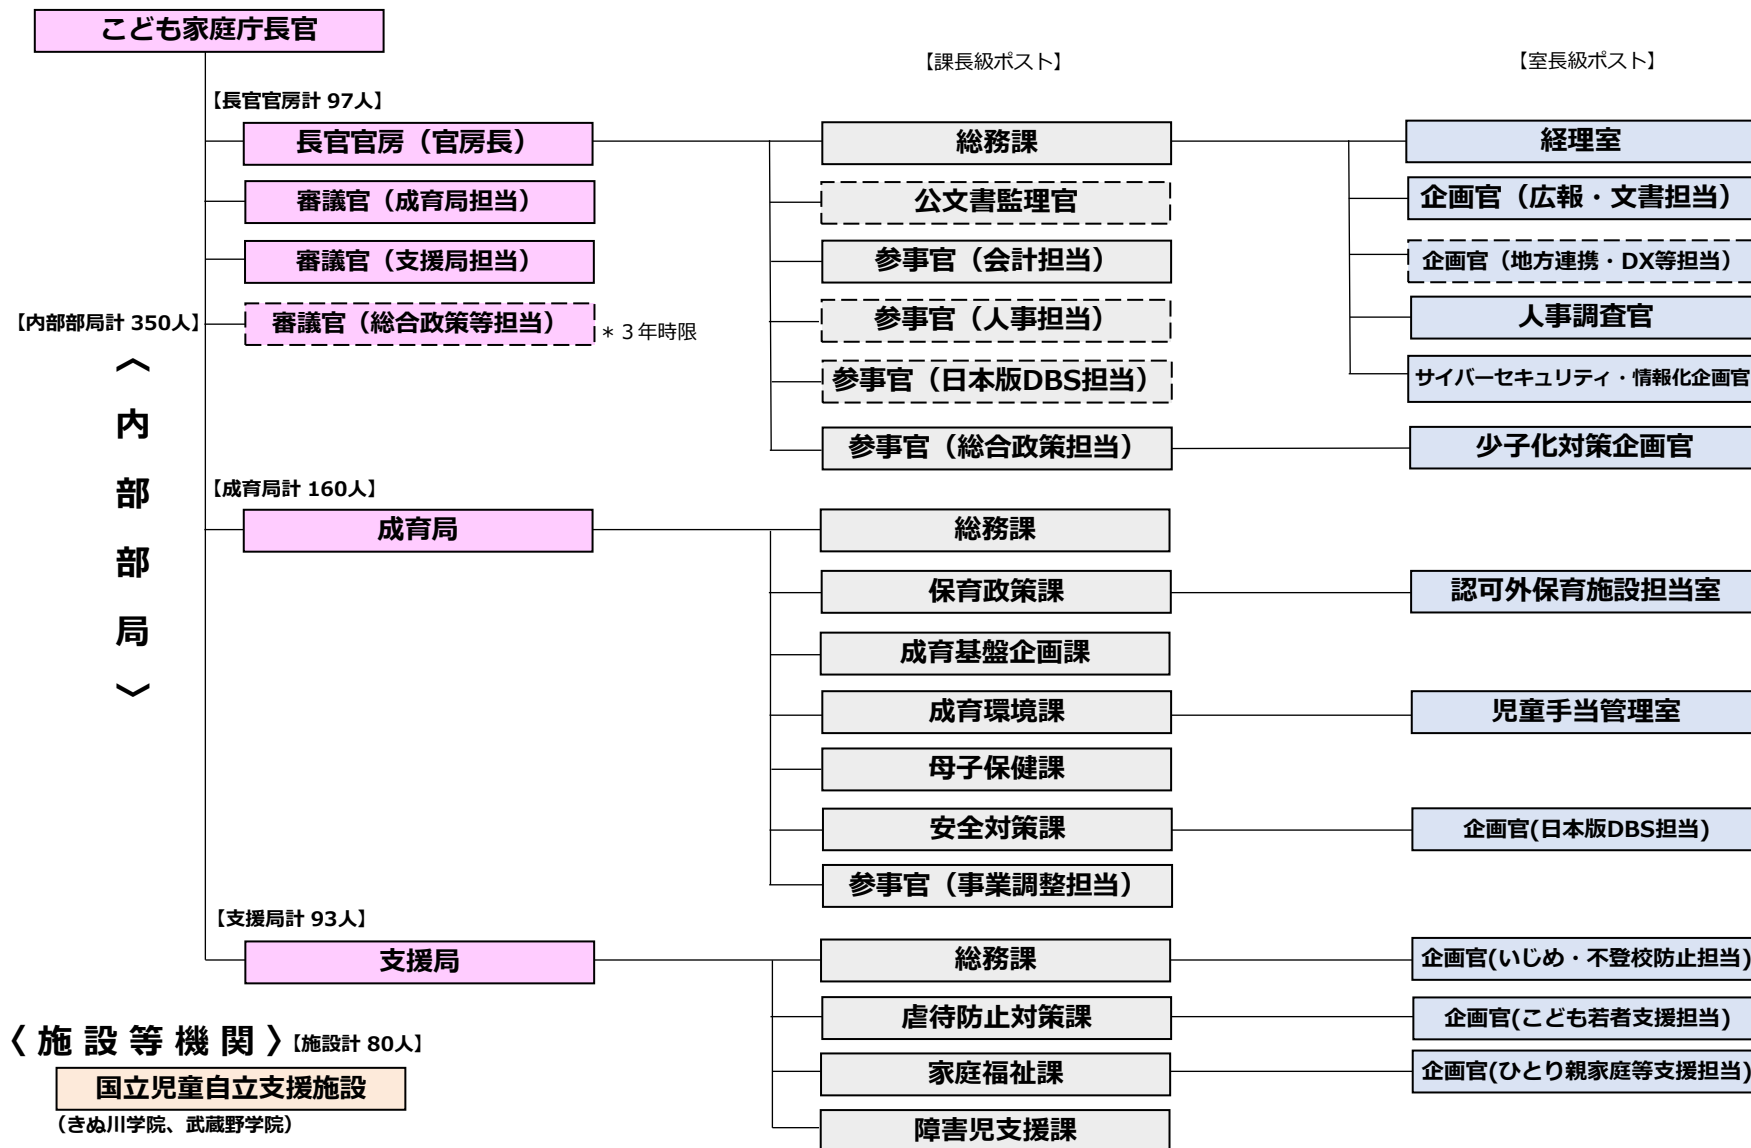 こども家庭庁長官
【課長級ポスト】
【室長級ポスト】
【長官官房計 97人】
長官官房（官房長）
総務課
経理室
審議官（成育局担当）
公文書監理官
企画官（広報・文書担当）
審議官（支援局担当）
参事官（会計担当）
企画官（地方連携・DX等担当）
【内部部局計 350人】
審議官（総合政策等担当）
＊３年時限
参事官（人事担当）
人事調査官
参事官（日本版DBS担当）
サイバーセキュリティ・情報化企画官
参事官（総合政策担当）
少子化対策企画官
〈内部部局〉
【成育局計 160人】
成育局
総務課
保育政策課
認可外保育施設担当室
成育基盤企画課
成育環境課
児童手当管理室
母子保健課
安全対策課
企画官(日本版DBS担当)
参事官（事業調整担当）
【支援局計 93人】
支援局
総務課
企画官(いじめ・不登校防止担当)
虐待防止対策課
企画官(こども若者支援担当)
家庭福祉課
企画官(ひとり親家庭等支援担当)
障害児支援課
〈施設等機関〉【施設計 80人】
国立児童自立支援施設
（きぬ川学院、武蔵野学院）